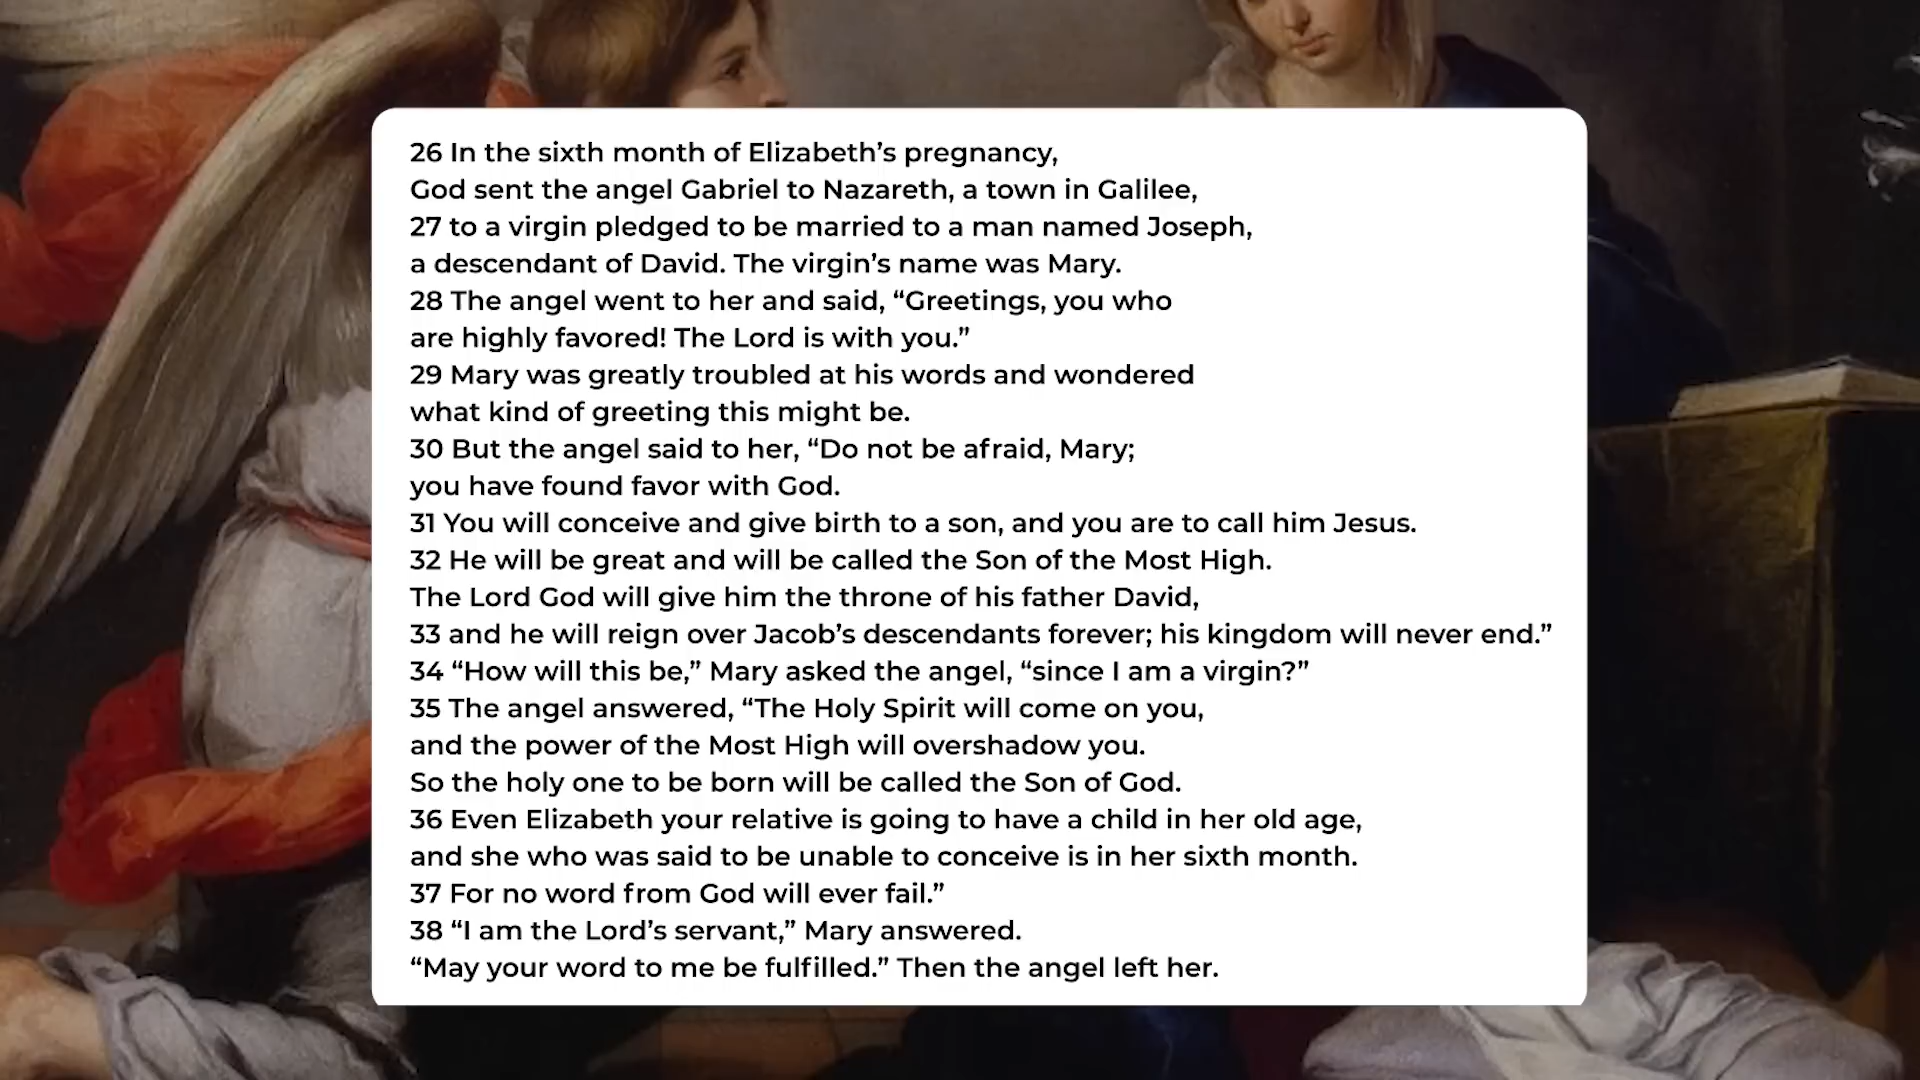 26 In the sixth month of Elizabeth’s pregnancy,
God sent the angel Gabriel to Nazareth, a town in Galilee,
27 to a virgin pledged to be married to a man named Joseph,
a descendant of David. The virgin’s name was Mary.
28 The angel went to her and said, “Greetings, you who
are highly favored! The Lord is with you.”
29 Mary was greatly troubled at his words and wondered
what kind of greeting this might be.
30 But the angel said to her, “Do not be afraid, Mary;
you have found favor with God.
31 You will conceive and give birth to a son, and you are to call him Jesus.
32 He will be great and will be called the Son of the Most High.
The Lord God will give him the throne of his father David,
33 and he will reign over Jacob’s descendants forever; his kingdom will never end.”
34 “How will this be,” Mary asked the angel, “since I am a virgin?”
35 The angel answered, “The Holy Spirit will come on you,
and the power of the Most High will overshadow you.
So the holy one to be born will be called the Son of God.
36 Even Elizabeth your relative is going to have a child in her old age,
and she who was said to be unable to conceive is in her sixth month.
37 For no word from God will ever fail.”
38 “I am the Lord’s servant,” Mary answered.
“May your word to me be fulfilled.” Then the angel left her.